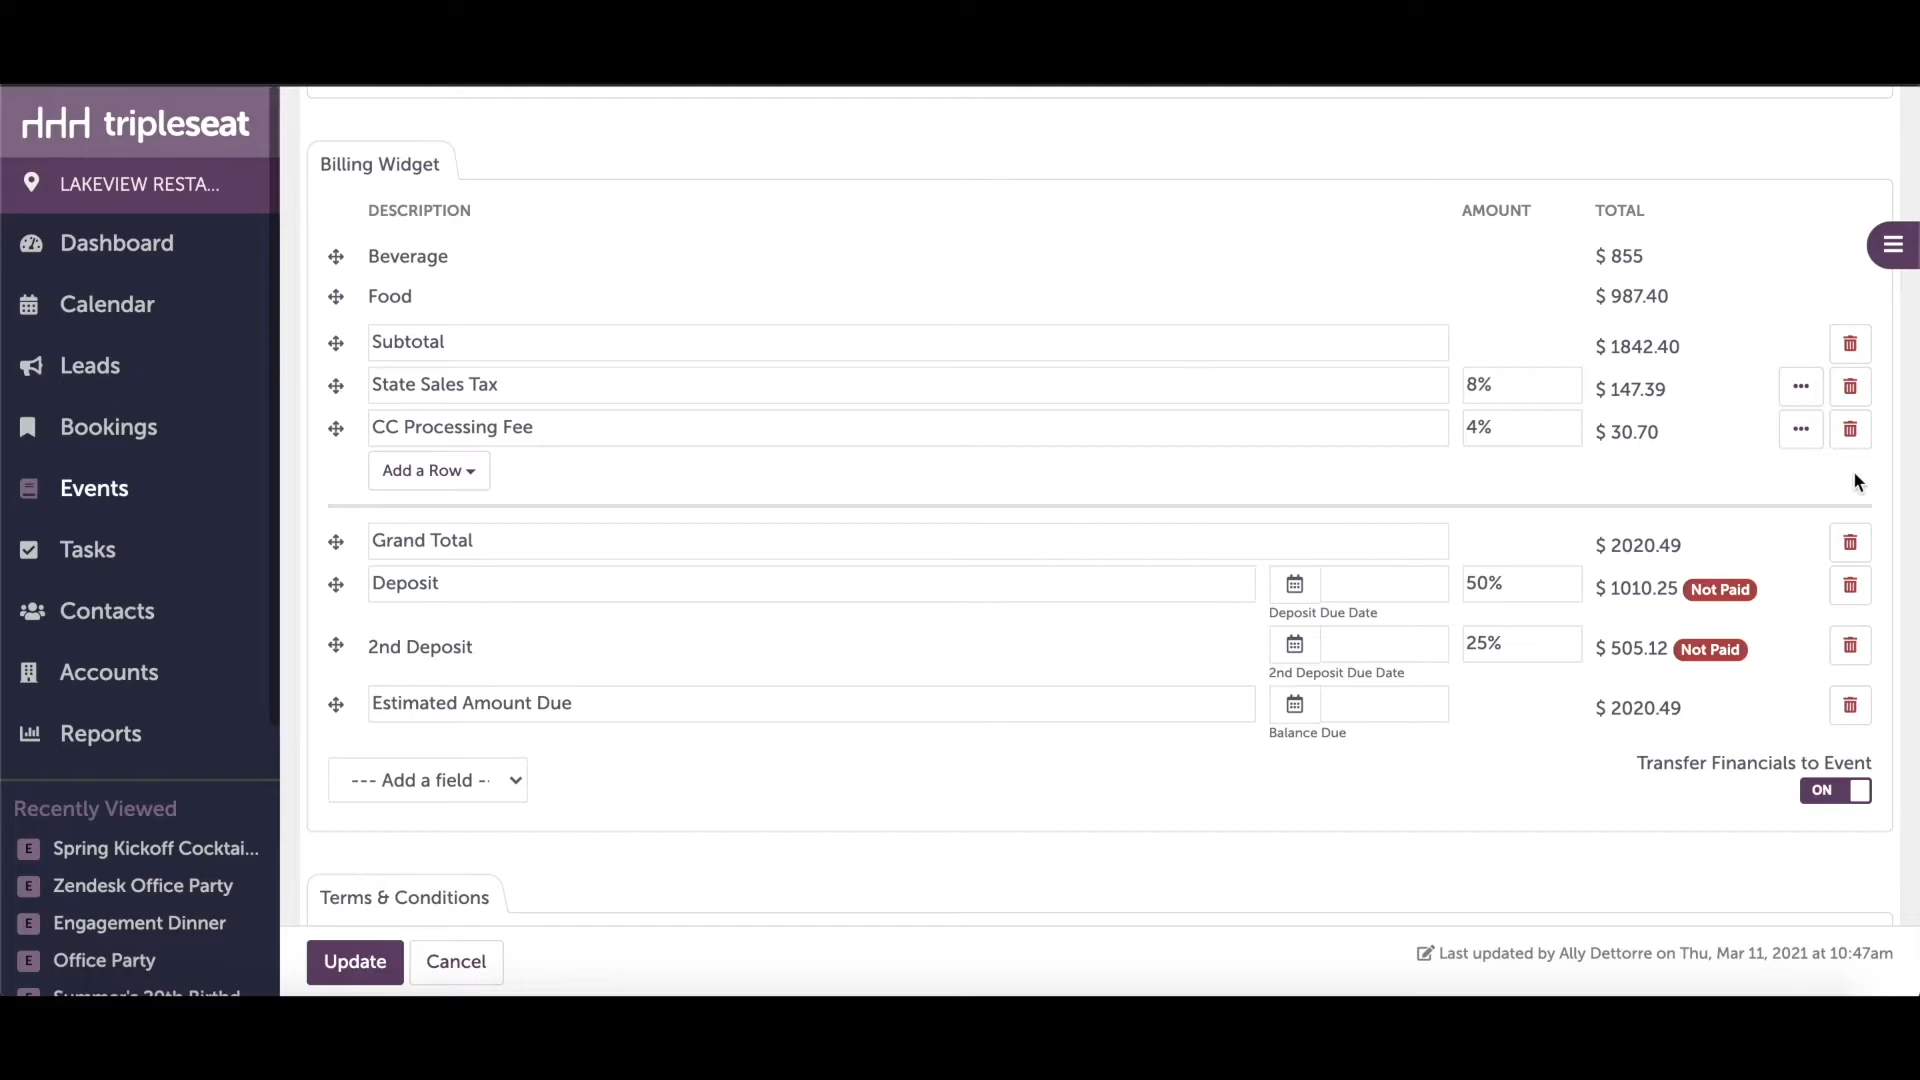 tripleseat
LAKEVIEW RESTA...
Dashboard
Calendar
Leads
Bookings
Events
Tasks
Contacts
Accounts
Reports
Recently Viewed
E Spring Kickoff Cocktai...
E Zendesk Office Party
E Engagement Dinner
E Office Party
Billing Widget
DESCRIPTION AMOUNT TOTAL
Beverage $ 855
Food $ 987.40
Subtotal $ 1842.40
State Sales Tax 8% $ 147.39
CC Processing Fee 4% $ 30.70
Add a Row
Grand Total $ 2020.49
Deposit 50% $ 1010.25 Not Paid
Deposit Due Date
2nd Deposit 25% $ 505.12 Not Paid
2nd Deposit Due Date
Estimated Amount Due $ 2020.49
Balance Due
--- Add a field -
Transfer Financials to Event
ON
Terms & Conditions
Update Cancel
Last updated by Ally Dettorre on Thu, Mar 11, 2021 at 10:47am